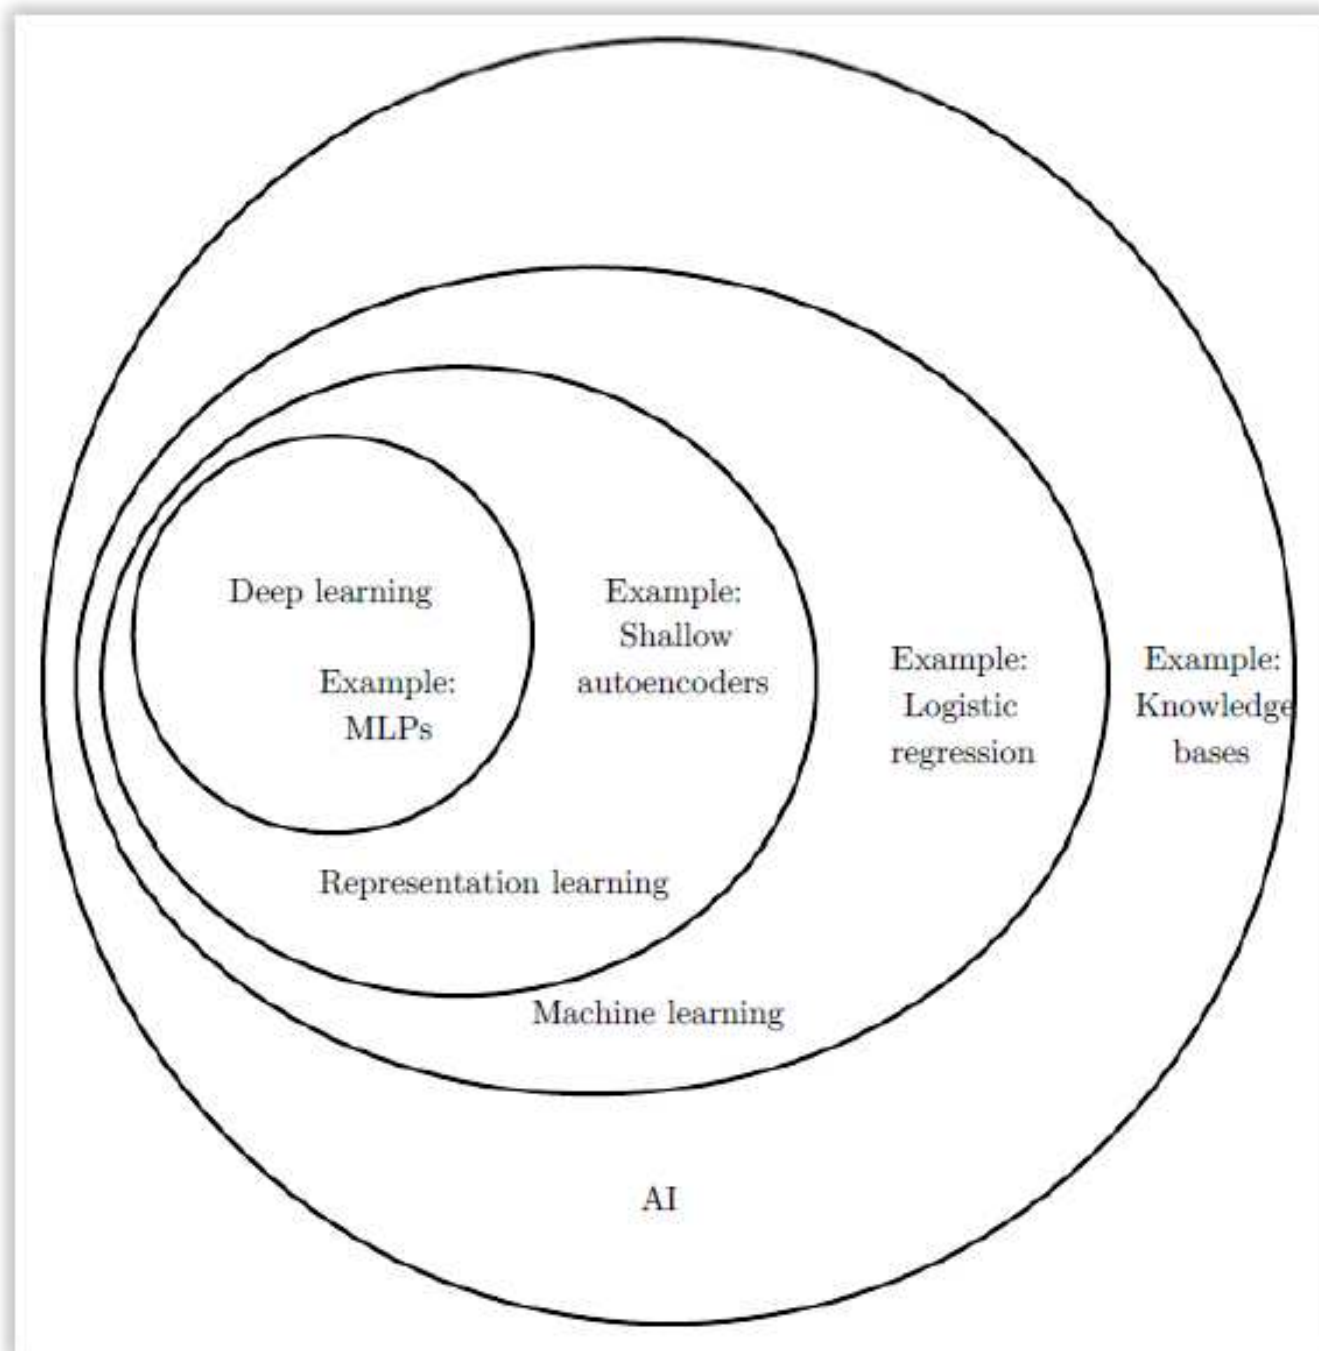 Deep learning
Example:
MLPs
Example:
Shallow
autoencoders
Example:
Logistic
regression
Example:
Knowledge
bases
Representation learning
Machine learning
AI